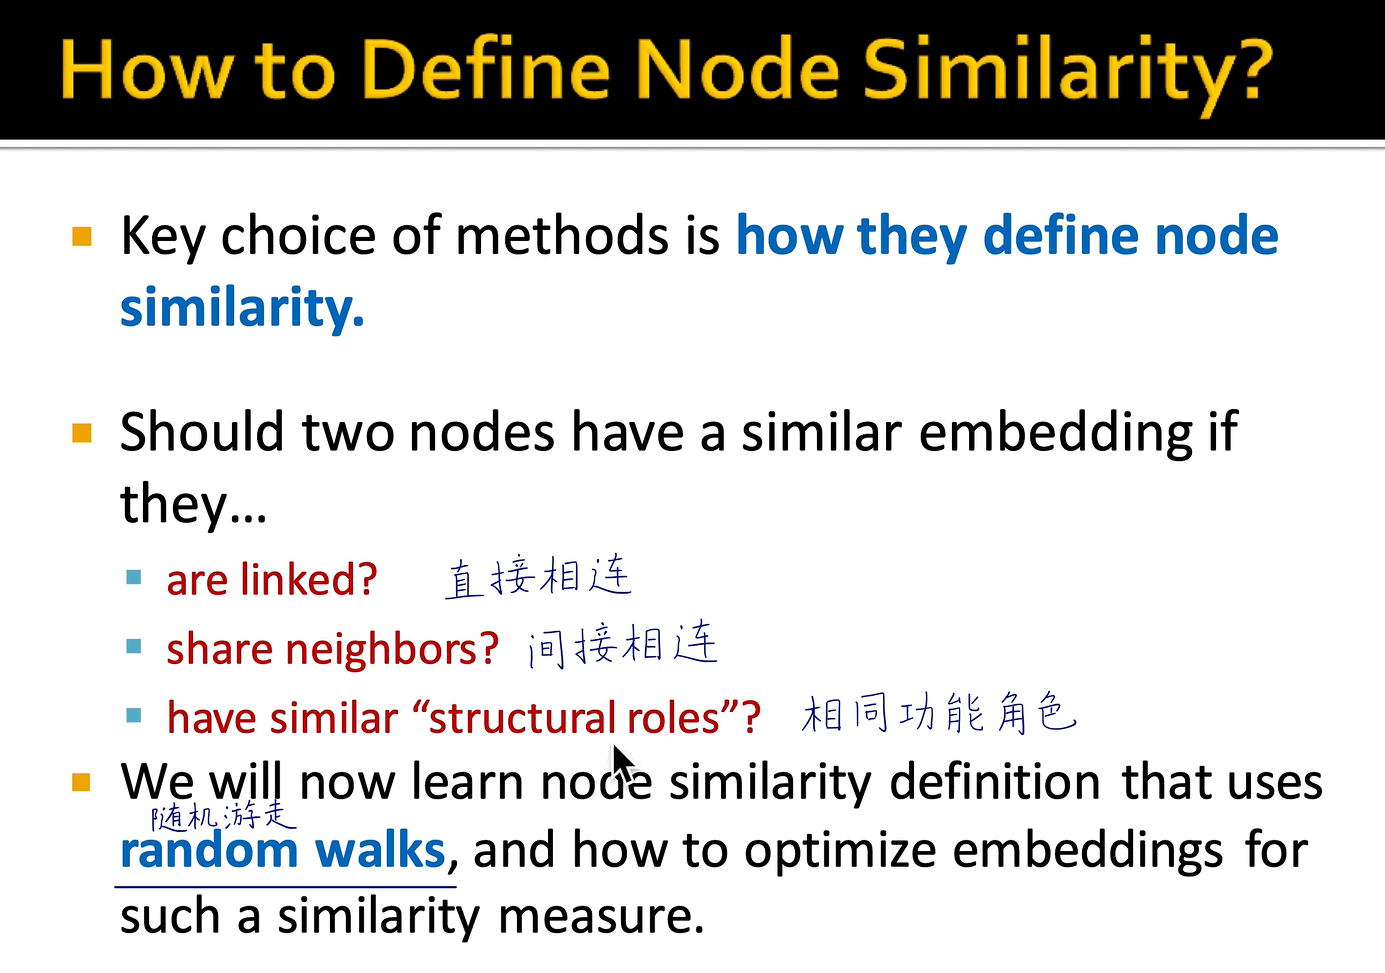 How to Define Node Similarity?
Key choice of methods is how they define node
similarity.
Should two nodes have a similar embedding if
they…
are linked? 直接相连
share neighbors? 间接相连
have similar “structural roles”? 相同功能角色
We will now learn node similarity definition that uses
随机游走
random walks, and how to optimize embeddings for
such a similarity measure.